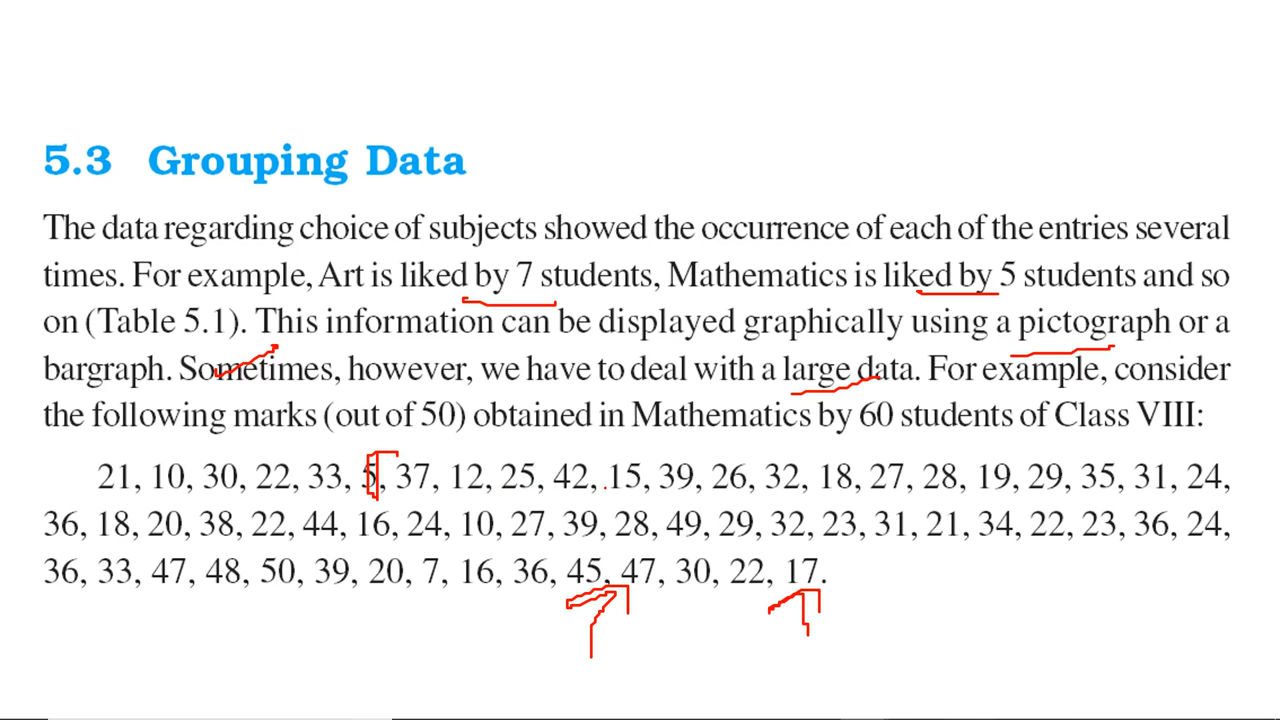 5.3 Grouping Data
The data regarding choice of subjects showed the occurrence of each of the entries several
times. For example, Art is liked by 7 students, Mathematics is liked by 5 students and so
on (Table 5.1). This information can be displayed graphically using a pictograph or a
bargraph. Sometimes, however, we have to deal with a large data. For example, consider
the following marks (out of 50) obtained in Mathematics by 60 students of Class VIII:
21, 10, 30, 22, 33, 5, 37, 12, 25, 42, 15, 39, 26, 32, 18, 27, 28, 19, 29, 35, 31, 24,
36, 18, 20, 38, 22, 44, 16, 24, 10, 27, 39, 28, 49, 29, 32, 23, 31, 21, 34, 22, 23, 36, 24,
36, 33, 47, 48, 50, 39, 20, 7, 16, 36, 45, 47, 30, 22, 17.